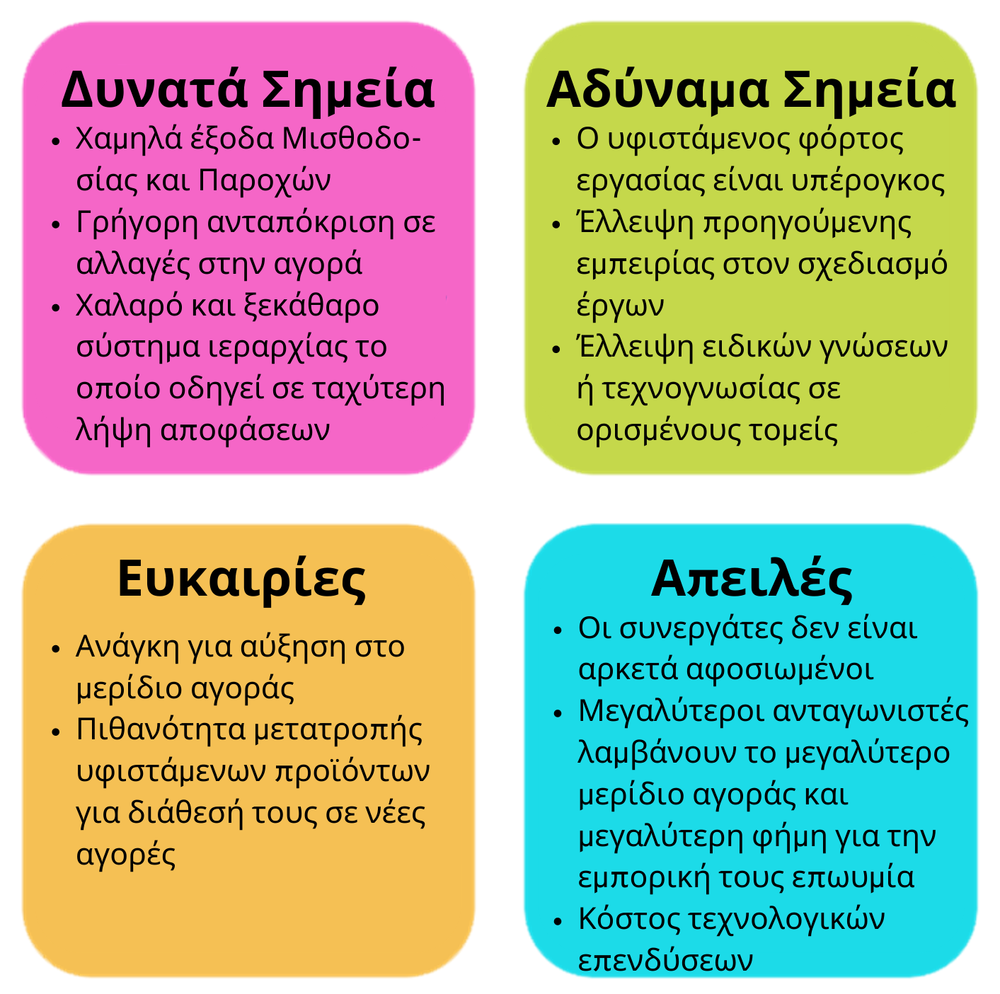 Δυνατά Σημεία
• Χαμηλά έξοδα Μισθοδο-
σίας και Παροχών
• Γρήγορη ανταπόκριση σε
αλλαγές στην αγορά
• Χαλαρό και ξεκάθαρο
σύστημα ιεραρχίας το
οποίο οδηγεί σε ταχύτερη
λήψη αποφάσεων
Αδύναμα Σημεία
• Ο υφιστάμενος φόρτος
εργασίας είναι υπέρογκος
• Έλλειψη προηγούμενης
εμπειρίας στον σχεδιασμό
έργων
• Έλλειψη ειδικών γνώσεων
ή τεχνογνωσίας σε
ορισμένους τομείς
Ευκαιρίες
• Ανάγκη για αύξηση στο
μερίδιο αγοράς
• Πιθανότητα μετατροπής
υφιστάμενων προϊόντων
για διάθεσή τους σε νέες
αγορές
Απειλές
• Οι συνεργάτες δεν είναι
αρκετά αφοσιωμένοι
• Μεγαλύτεροι ανταγωνιστές
λαμβάνουν το μεγαλύτερο
μερίδιο αγοράς και
μεγαλύτερη φήμη για την
εμπορική τους επωυμία
• Κόστος τεχνολογικών
επενδύσεων